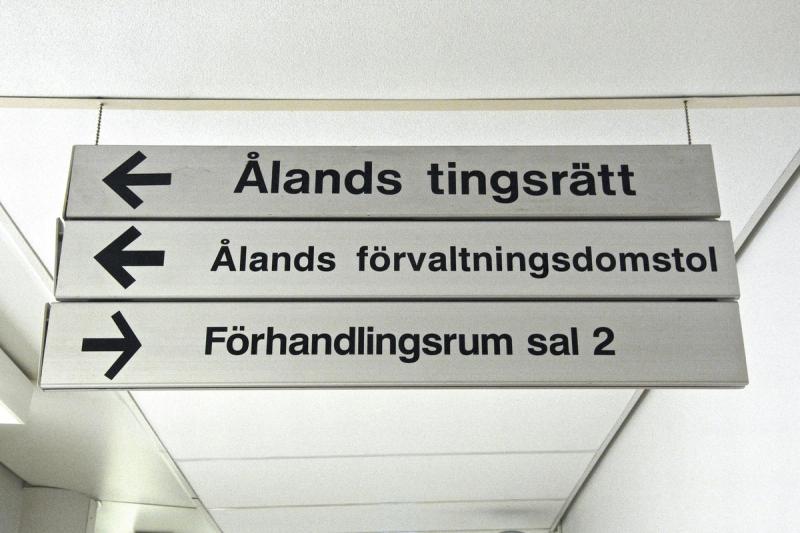 Ålands tingsrätt
Ålands förvaltningsdomstol
Förhandlingsrum sal 2